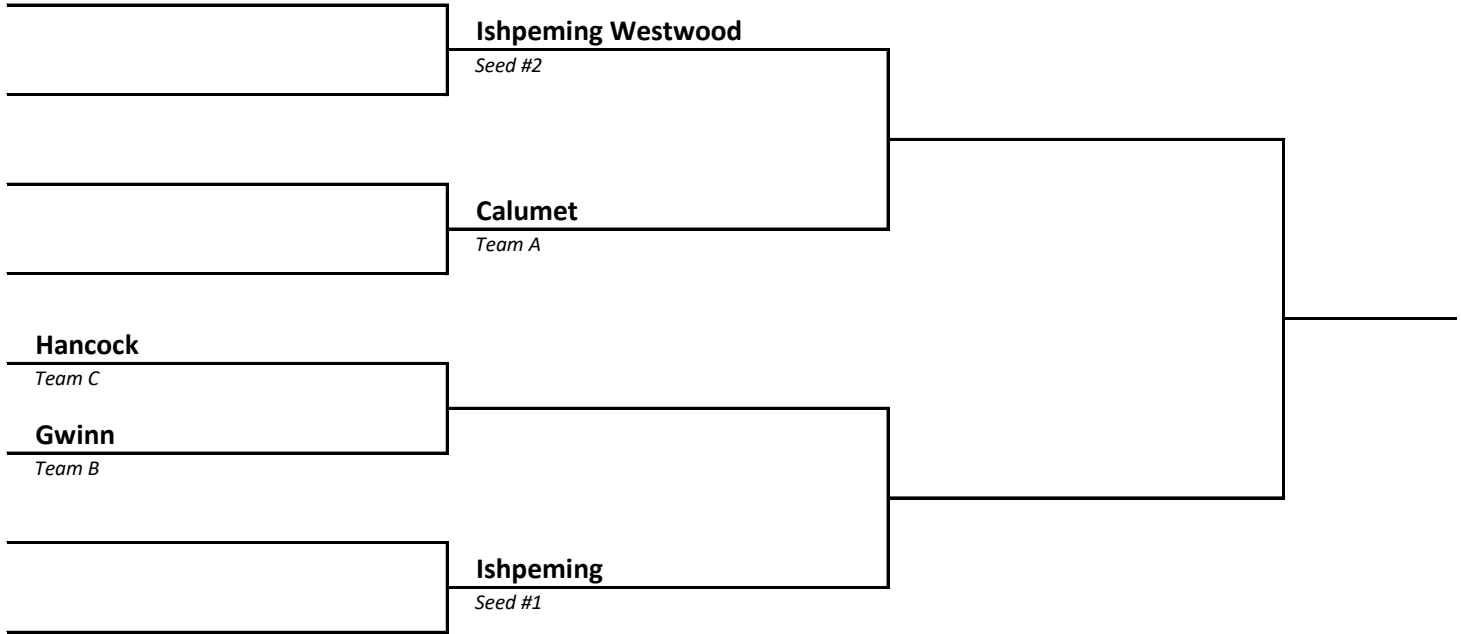 Ishpeming Westwood
Seed #2
Calumet
Team A
Hancock
Team C
Gwinn
Team B
Ishpeming
Seed #1